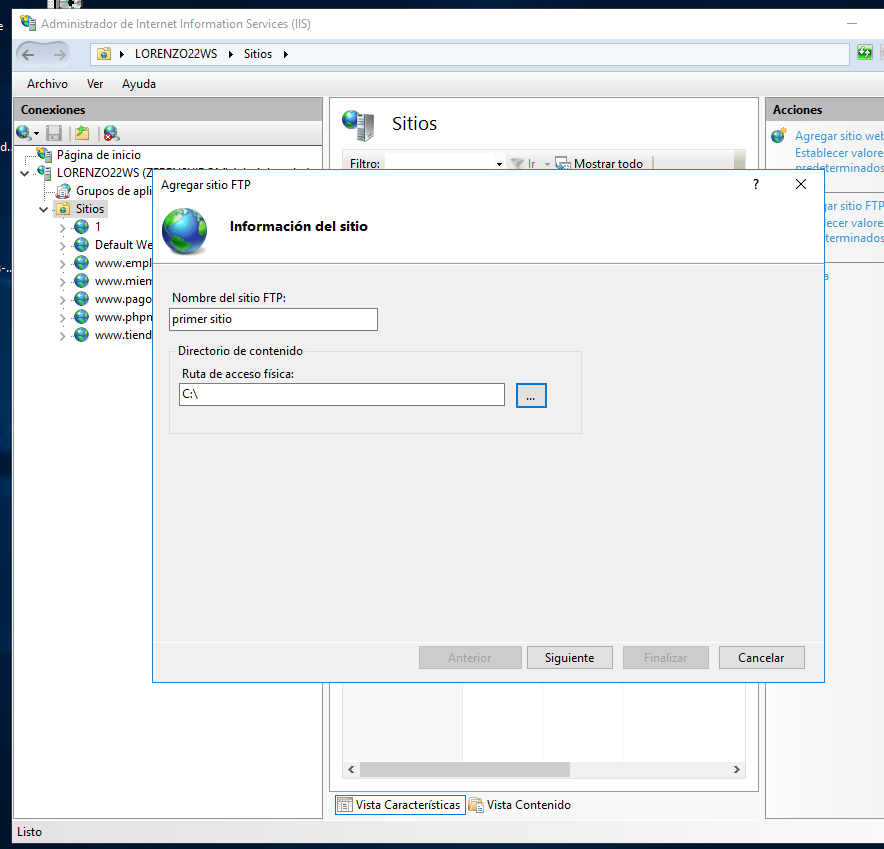 Administrador de Internet Information Services (IIS)
LORENZO22WS
Sitios
Archivo Ver Ayuda
Conexiones
Página de inicio
LORENZO22WS
Grupos de apli
Sitios
1
Default We
www.empl
www.mien
www.pago
www.phpn
www.tiend
Sitios
Filtro:
Ir
Mostrar todo
Acciones
Agregar sitio web
Establecer valore
predeterminados
gar sitio FTP
ecer valore
terminados
a
Agregar sitio FTP
?
Información del sitio
Nombre del sitio FTP:
primer sitio
Directorio de contenido
Ruta de acceso física:
C:\
...
Anterior
Siguiente
Finalizar
Cancelar
Vista Características
Vista Contenido
Listo